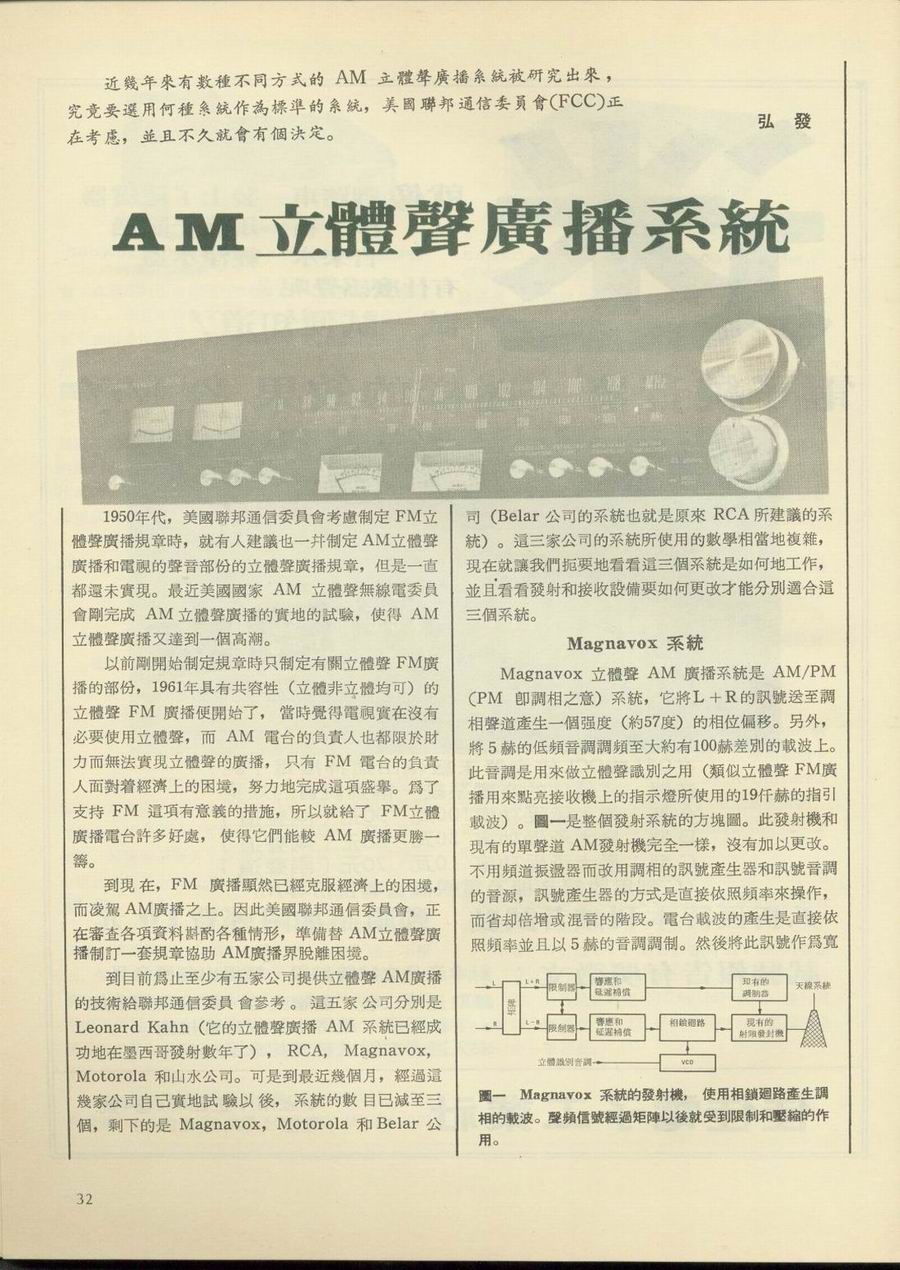 近幾年來有數種不同方式的 AM 立體聲廣播系統被研究出來，
究竟要選用何種系統作為標準的系統，美國聯邦通信委員會(FCC)正
在考慮，並且不久就會有個決定。
弘 發
AM立體聲廣播系統
1950年代，美國聯邦通信委員會考慮制定 FM立
體聲廣播規章時，就有人建議也一幷制定 AM立體聲
廣播和電視的聲音部份的立體聲廣播規章，但是一直
都還未實現。最近美國國家 AM 立體聲無線電委員
會剛完成 AM 立體聲廣播的實地的試驗，使得 AM
立體聲廣播又達到一個高潮。
以前剛開始制定規章時只制定有關立體聲 FM廣
播的部份，1961年具有共容性（立體非立體均可）的
立體聲 FM 廣播便開始了，當時覺得電視實在沒有
必要使用立體聲，而 AM 電台的負責人也都限於財
力而無法實現立體聲的廣播，只有 FM 電台的負責
人面對着經濟上的困境，努力地完成這項盛舉。爲了
支持 FM 這項有意義的措施，所以就給了 FM立體
廣播電台許多好處，使得它們能較 AM 廣播更勝一
籌。
到現在，FM 廣播顯然已經克服經濟上的困境，
而凌駕 AM廣播之上。因此美國聯邦通信委員會，正
在審查各項資料斟酌各種情形，準備替 AM立體聲廣
播制訂一套規章協助 AM廣播界脫離困境。
到目前爲止至少有五家公司提供立體聲 AM廣播
的技術給聯邦通信委員會參考。這五家公司分別是
Leonard Kahn（它的立體聲廣播 AM 系統已經成
功地在墨西哥發射數年了），RCA，Magnavox，
Motorola 和山水公司。可是到最近幾個月，經過這
幾家公司自己實地試驗以後，系統的數目已減至三
個，剩下的是 Magnavox，Motorola 和 Belar 公
司（Belar 公司的系統也就是原來 RCA 所建議的系
統）。這三家公司的系統所使用的數學相當地複雜，
現在就讓我們扼要地看看這三個系統是如何地工作，
並且看看發射和接收設備要如何更改才能分別適合這
三個系統。
Magnavox 系統
Magnavox 立體聲 AM 廣播系統是 AM/PM
（PM 卽調相之意）系統，它將L＋R的訊號送至調
相聲道產生一個强度（約57度）的相位偏移。另外，
將 5 赫的低頻音調調頻至大約有100赫差別的載波上。
此音調是用來做立體聲識別之用（類似立體聲 FM廣
播用來點亮接收機上的指示燈所使用的19仟赫的指引
載波）。圖一是整個發射系統的方塊圖。此發射機和
現有的單聲道 AM發射機完全一樣，沒有加以更改。
不用頻道振盪器而改用調相的訊號產生器和訊號音調
的音源，訊號產生器的方式是直接依照頻率來操作，
而省却倍增或混音的階段。電台載波的產生是直接依
照頻率並且以 5 赫的音調調制。然後將此訊號作爲寬
L
R
矩陣
L+R
L-R
限制器
響應和
延遲補償
現有的
調制器
天線系統
限制器
響應和
延遲補償
相鎖廻路
現有的
射頻發射機
立體識別音調
VCO
圖一 Magnavox 系統的發射機，使用相鎖廻路產生調
相的載波。聲頻信號經過矩陣以後就受到限制和壓縮的作
用。
32